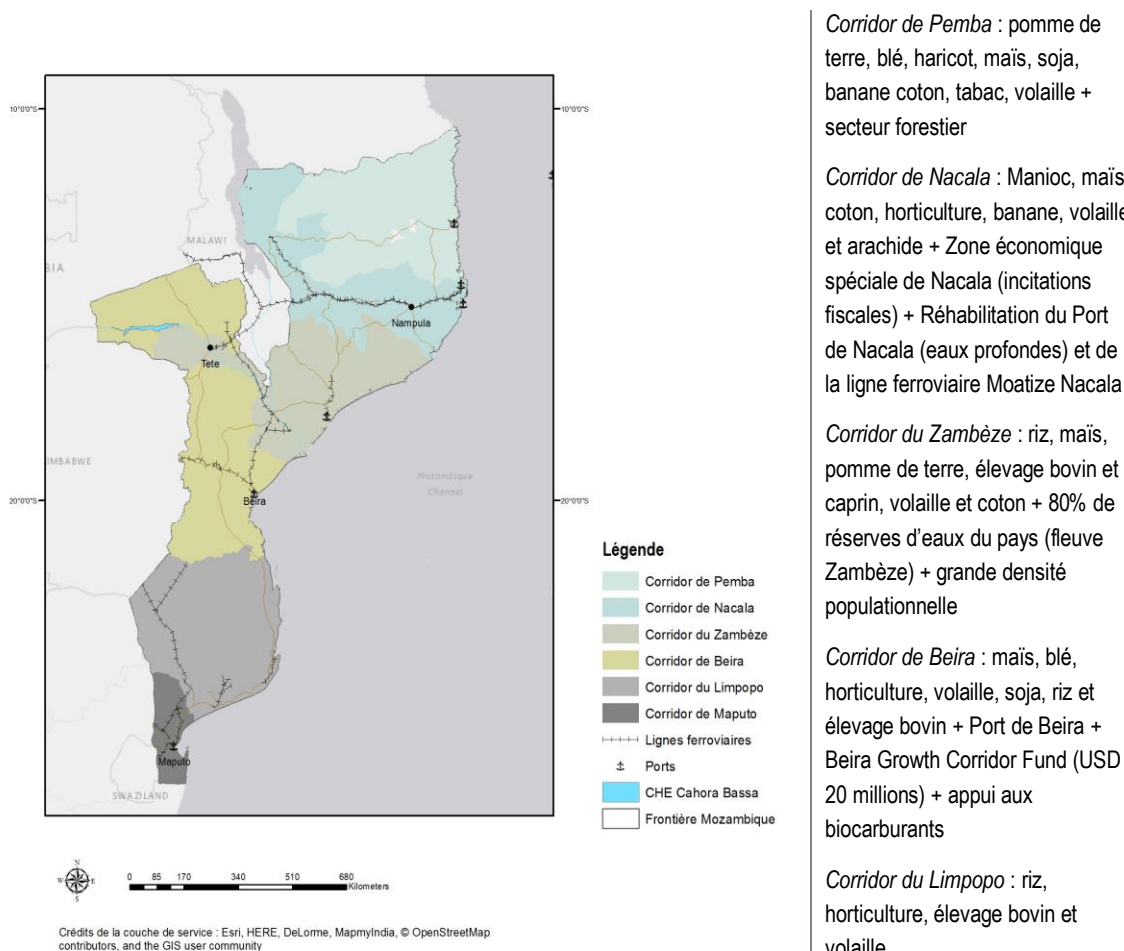 10°0'0"S
10°0'0"S
MALAWI
BIA
Nampula
Tete
IMBABWE
Mozambique
Channel
20°0'0"S
20°0'0"S
Beira
Maputo
SWAZILAND
Légende
Corridor de Pemba
Corridor de Nacala
Corridor du Zambèze
Corridor de Beira
Corridor du Limpopo
Corridor de Maputo
Lignes ferroviaires
Ports
CHE Cahora Bassa
Frontière Mozambique
N
W E
S
0 85 170 340 510 680
Kilometers
Crédits de la couche de service : Esri, HERE, DeLorme, MapmyIndia, © OpenStreetMap
contributors, and the GIS user community
Corridor de Pemba : pomme de
terre, blé, haricot, maïs, soja,
banane coton, tabac, volaille +
secteur forestier
Corridor de Nacala : Manioc, maïs
coton, horticulture, banane, volaille
et arachide + Zone économique
spéciale de Nacala (incitations
fiscales) + Réhabilitation du Port
de Nacala (eaux profondes) et de
la ligne ferroviaire Moatize Nacala
Corridor du Zambèze : riz, maïs,
pomme de terre, élevage bovin et
caprin, volaille et coton + 80% de
réserves d'eaux du pays (fleuve
Zambèze) + grande densité
populationnelle
Corridor de Beira : maïs, blé,
horticulture, volaille, soja, riz et
élevage bovin + Port de Beira +
Beira Growth Corridor Fund (USD
20 millions) + appui aux
biocarburants
Corridor du Limpopo : riz,
horticulture, élevage bovin et
volaille